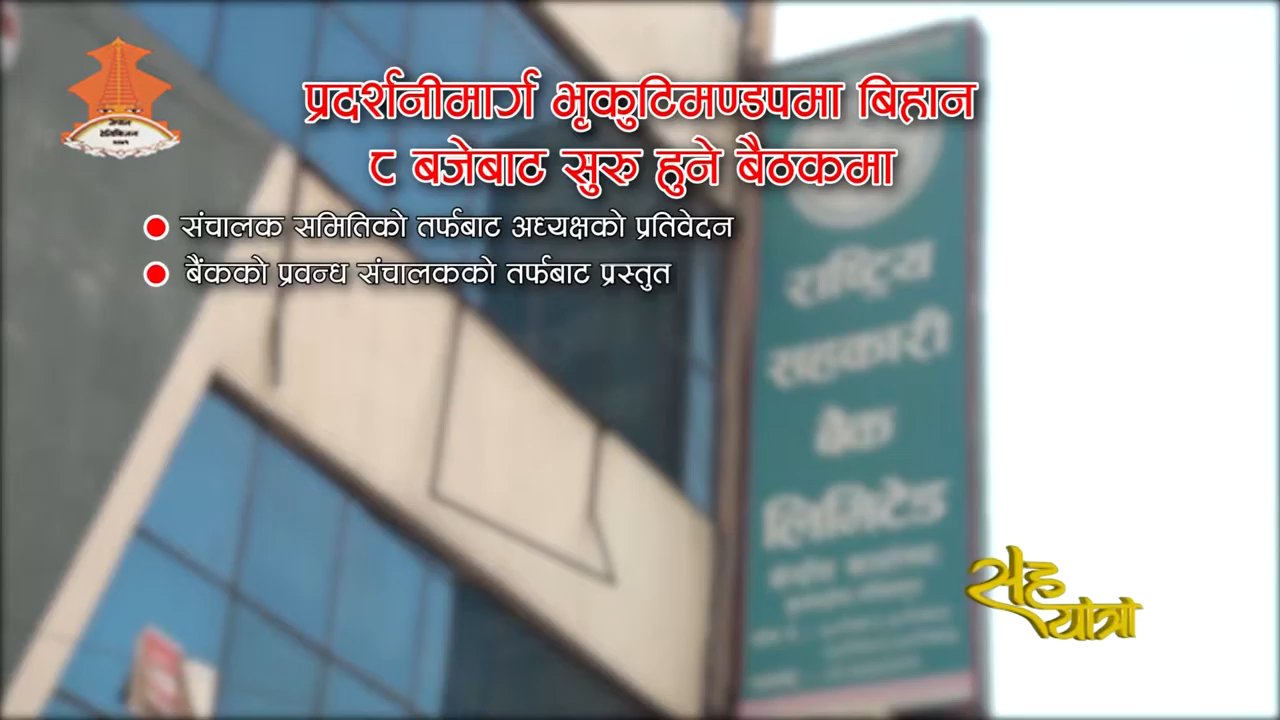 प्रदर्शनीमार्ग भृकुटिमण्डपमा बिहान
८ बजेबाट सुरु हुने बैठकमा
संचालक समितिको तर्फबाट अध्यक्षको प्रतिवेदन
बैंकको प्रवन्ध संचालकको तर्फबाट प्रस्तुत
नेपाल
टेलिभिजन
राष्ट्रिय
सहकारी
बैंक
लिमिटेड
सह
यात्रा